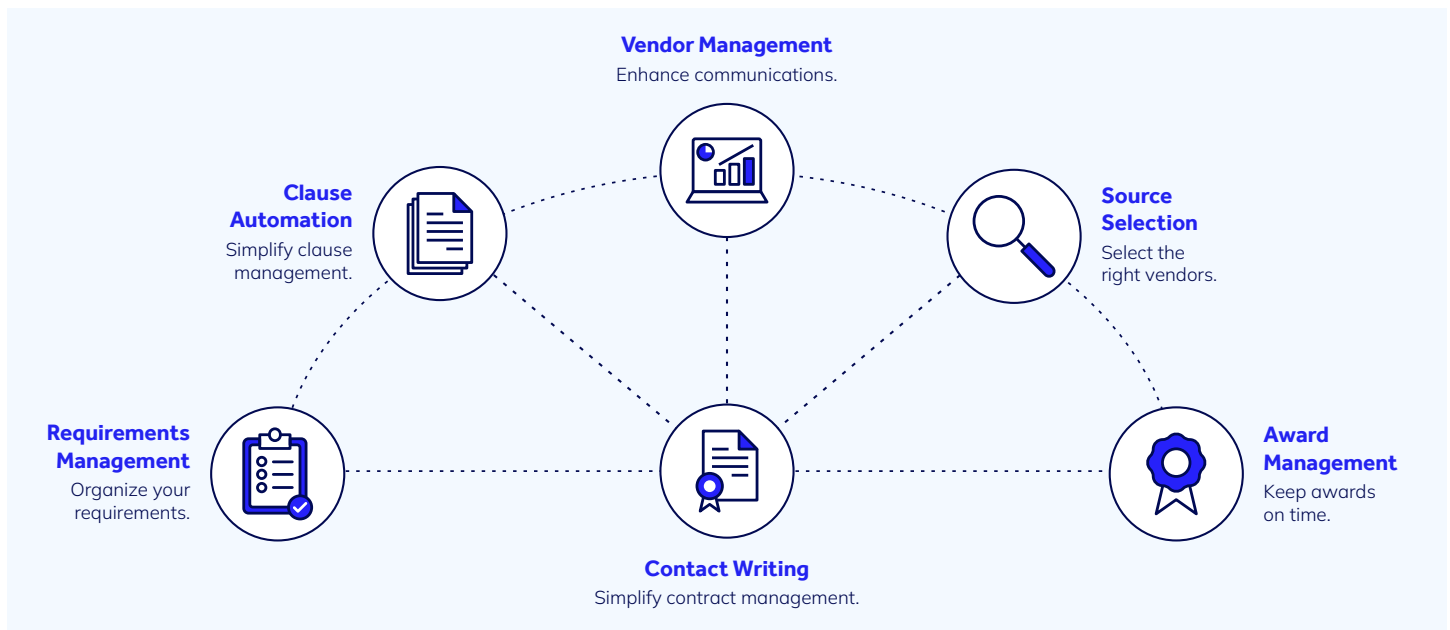 Vendor Management
Enhance communications.
Clause
Automation
Simplify clause
management.
Source
Selection
Select the
right vendors.
Requirements
Management
Organize your
requirements.
Award
Management
Keep awards
on time.
Contact Writing
Simplify contract management.